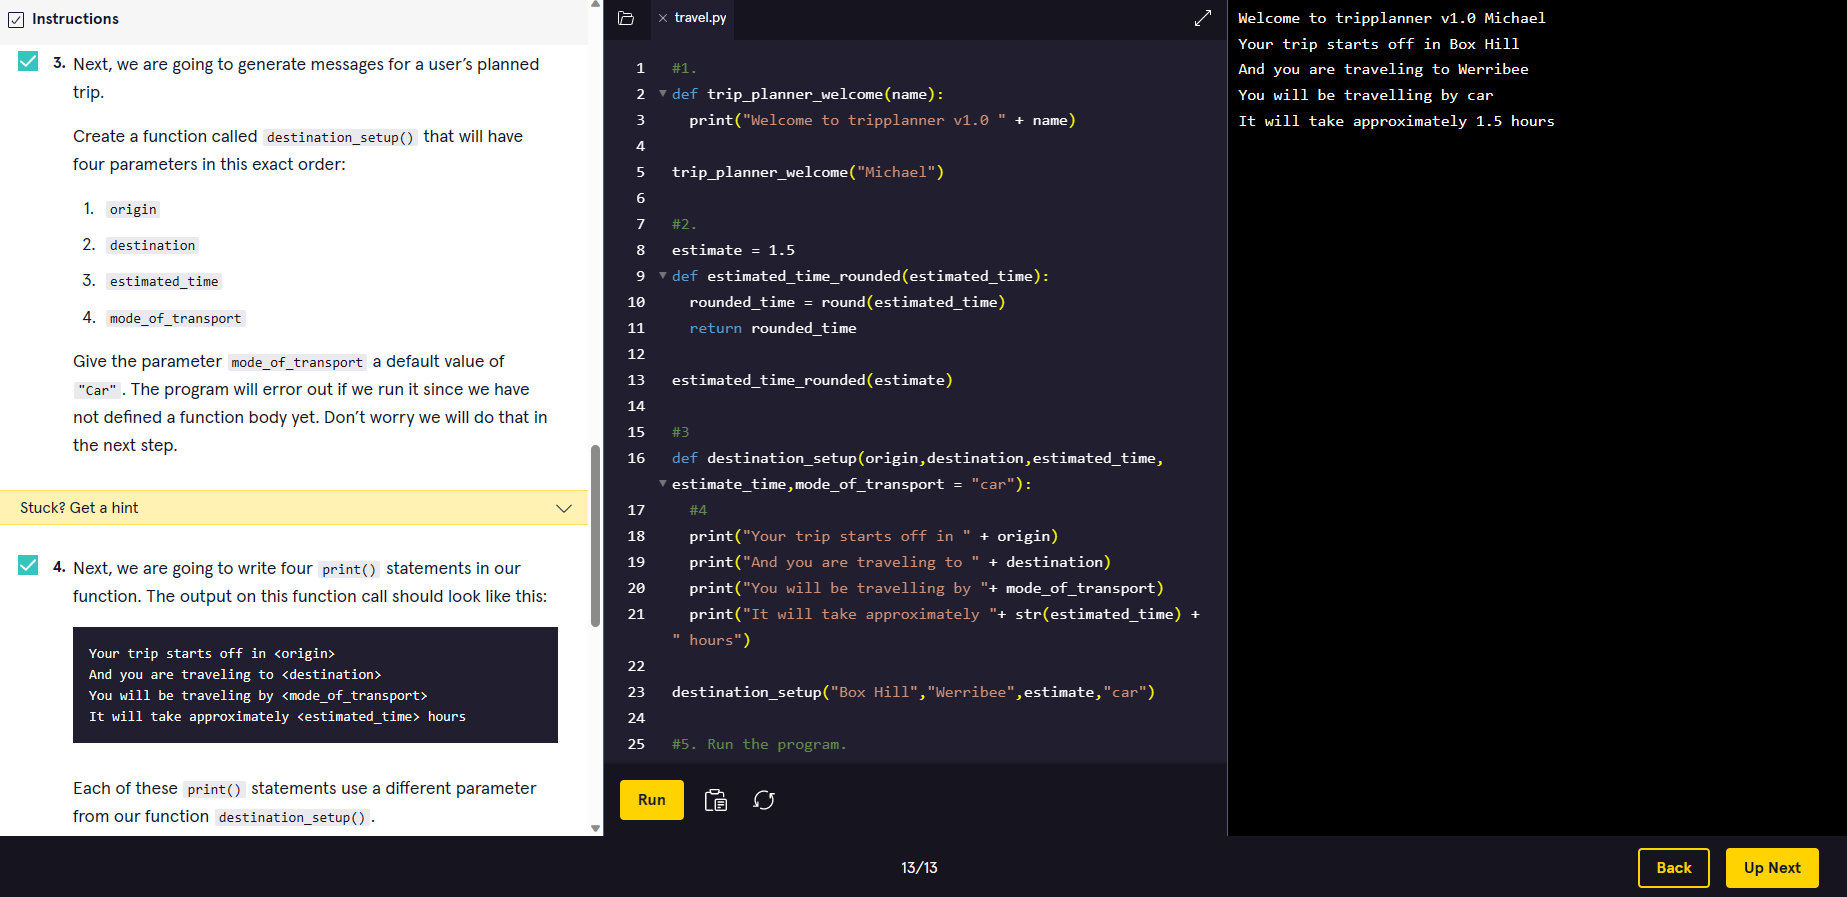 Instructions
3. Next, we are going to generate messages for a user's planned
trip.
Create a function called destination_setup() that will have
four parameters in this exact order:
1. origin
2. destination
3. estimated_time
4. mode_of_transport
Give the parameter mode_of_transport a default value of
"Car". The program will error out if we run it since we have
not defined a function body yet. Don't worry we will do that in
the next step.
Stuck? Get a hint
4. Next, we are going to write four print() statements in our
function. The output on this function call should look like this:
Your trip starts off in <origin>
And you are traveling to <destination>
You will be traveling by <mode_of_transport>
It will take approximately <estimated_time> hours
Each of these print() statements use a different parameter
from our function destination_setup().
travel.py
1 #1.
2 def trip_planner_welcome(name):
3 print("Welcome to tripplanner v1.0 " + name)
4
5 trip_planner_welcome("Michael")
6
7 #2.
8 estimate = 1.5
9 def estimated_time_rounded(estimated_time):
10 rounded_time = round(estimated_time)
11 return rounded_time
12
13 estimated_time_rounded(estimate)
14
15 #3
16 def destination_setup(origin,destination,estimated_time,
estimate_time,mode_of_transport = "car"):
17 #4
18 print("Your trip starts off in " + origin)
19 print("And you are traveling to " + destination)
20 print("You will be travelling by "+ mode_of_transport)
21 print("It will take approximately "+ str(estimated_time) +
" hours")
22
23 destination_setup("Box Hill","Werribee",estimate,"car")
24
25 #5. Run the program.
Run
Welcome to tripplanner v1.0 Michael
Your trip starts off in Box Hill
And you are traveling to Werribee
You will be travelling by car
It will take approximately 1.5 hours
13/13
Back
Up Next